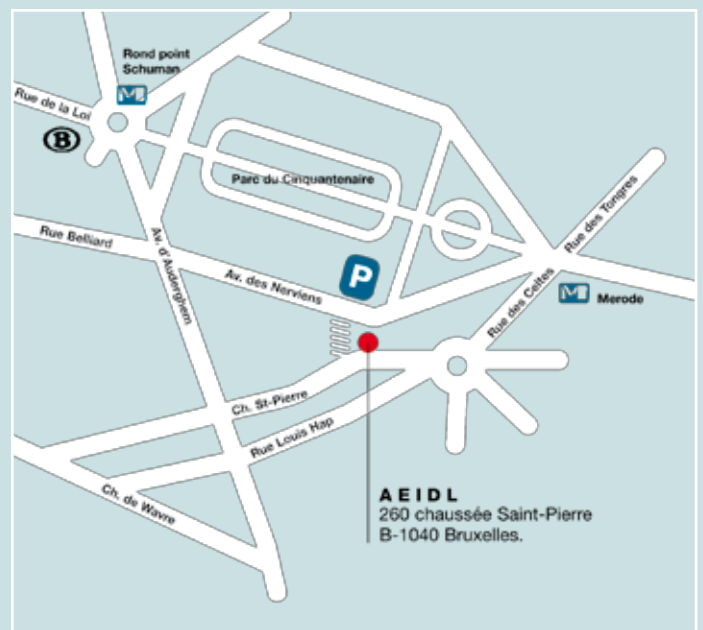 Rond point
Schuman
M
Rue de la Loi
B
Parc du Cinquantenaire
Rue des Tongres
Rue Belliard
Av. d'Auderghem
Av. des Nerviens
P
M
Merode
Rue des Celtes
Ch. St-Pierre
Rue Louis Hap
Ch. de Wavre
AEIDL
260 chaussée Saint-Pierre
B-1040 Bruxelles.